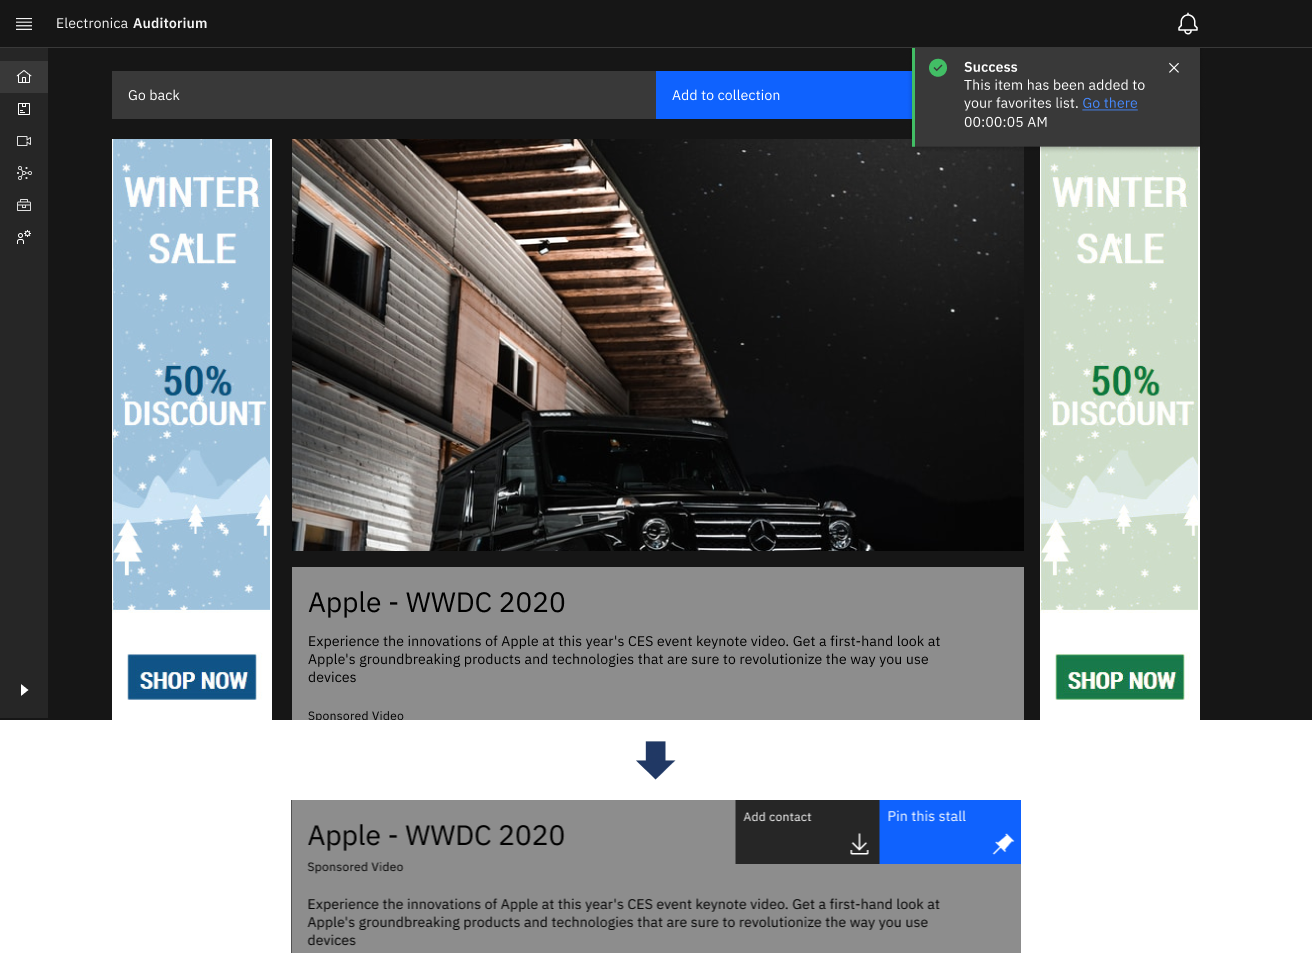 Electronica Auditorium
Success
This item has been added to
your favorites list. Go there
00:00:05 AM
Go back
Add to collection
WINTER
SALE
50%
DISCOUNT
SHOP NOW
WINTER
SALE
50%
DISCOUNT
SHOP NOW
Apple - WWDC 2020
Experience the innovations of Apple at this year's CES event keynote video. Get a first-hand look at
Apple's groundbreaking products and technologies that are sure to revolutionize the way you use
devices
Sponsored Video
Apple - WWDC 2020
Sponsored Video
Add contact
Pin this stall
Experience the innovations of Apple at this year's CES event keynote video. Get a first-hand look at
Apple's groundbreaking products and technologies that are sure to revolutionize the way you use
devices